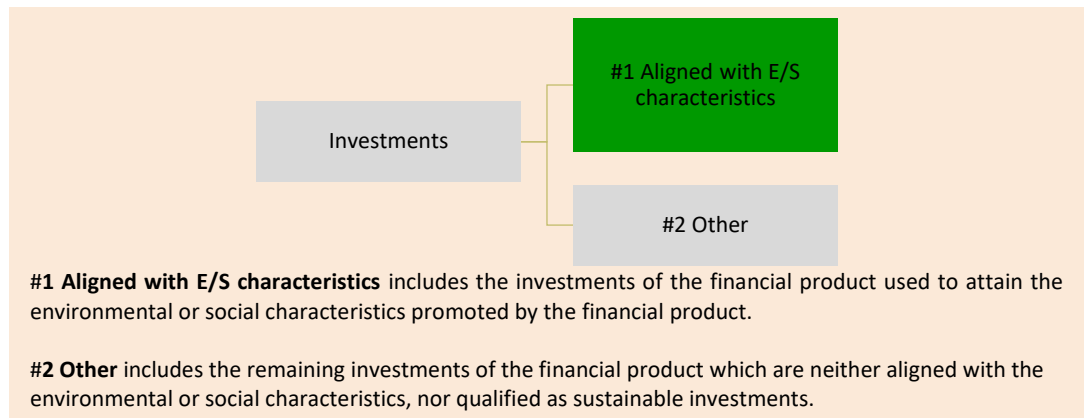 #1 Aligned with E/S
characteristics
Investments
#2 Other
#1 Aligned with E/S characteristics includes the investments of the financial product used to attain the
environmental or social characteristics promoted by the financial product.
#2 Other includes the remaining investments of the financial product which are neither aligned with the
environmental or social characteristics, nor qualified as sustainable investments.